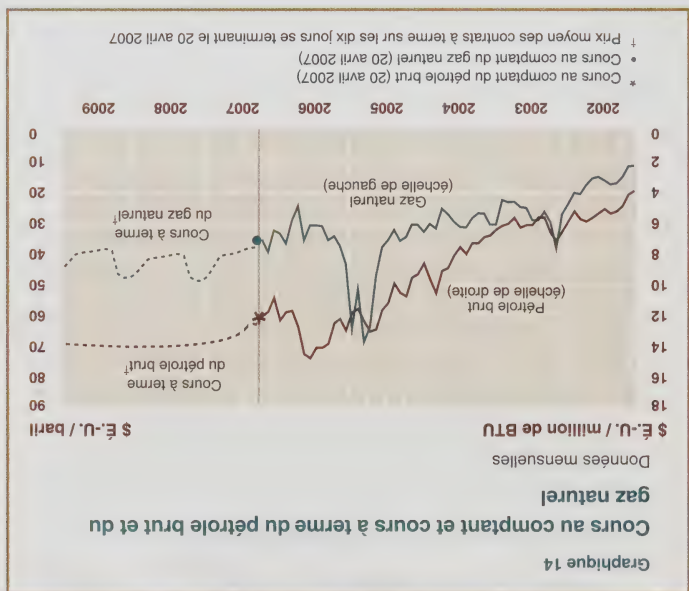 Graphique 14
Cours au comptant et cours à terme du pétrole brut et du
gaz naturel
Données mensuelles
$ É.-U. / million de BTU
$ É.-U. / baril
18
16
14
12
10
8
6
4
2
0
90
80
70
60
50
40
30
20
10
0
Cours à terme
du pétrole brut†
Pétrole brut
(échelle de droite)
Cours à terme
du gaz naturel†
Gaz naturel
(échelle de gauche)
2002
2003
2004
2005
2006
2007
2008
2009
* Cours au comptant du pétrole brut (20 avril 2007)
• Cours au comptant du gaz naturel (20 avril 2007)
† Prix moyen des contrats à terme sur les dix jours se terminant le 20 avril 2007